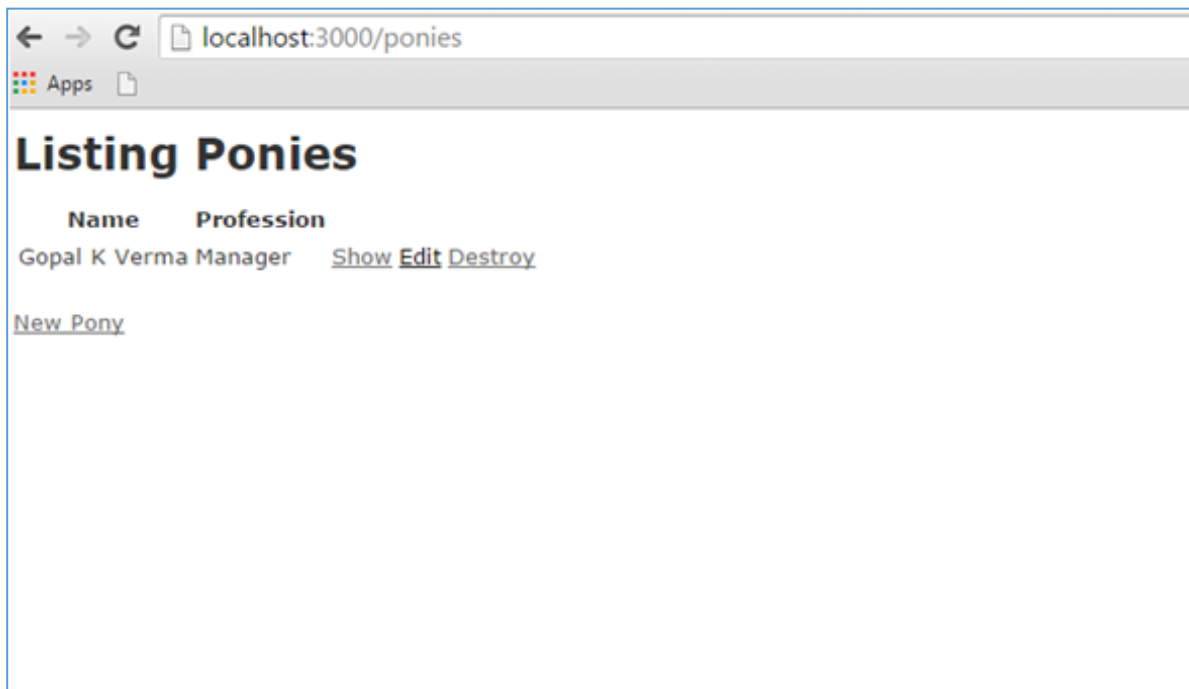 localhost:3000/ponies
Apps
Listing Ponies
Name Profession
Gopal K Verma Manager Show Edit Destroy
New Pony